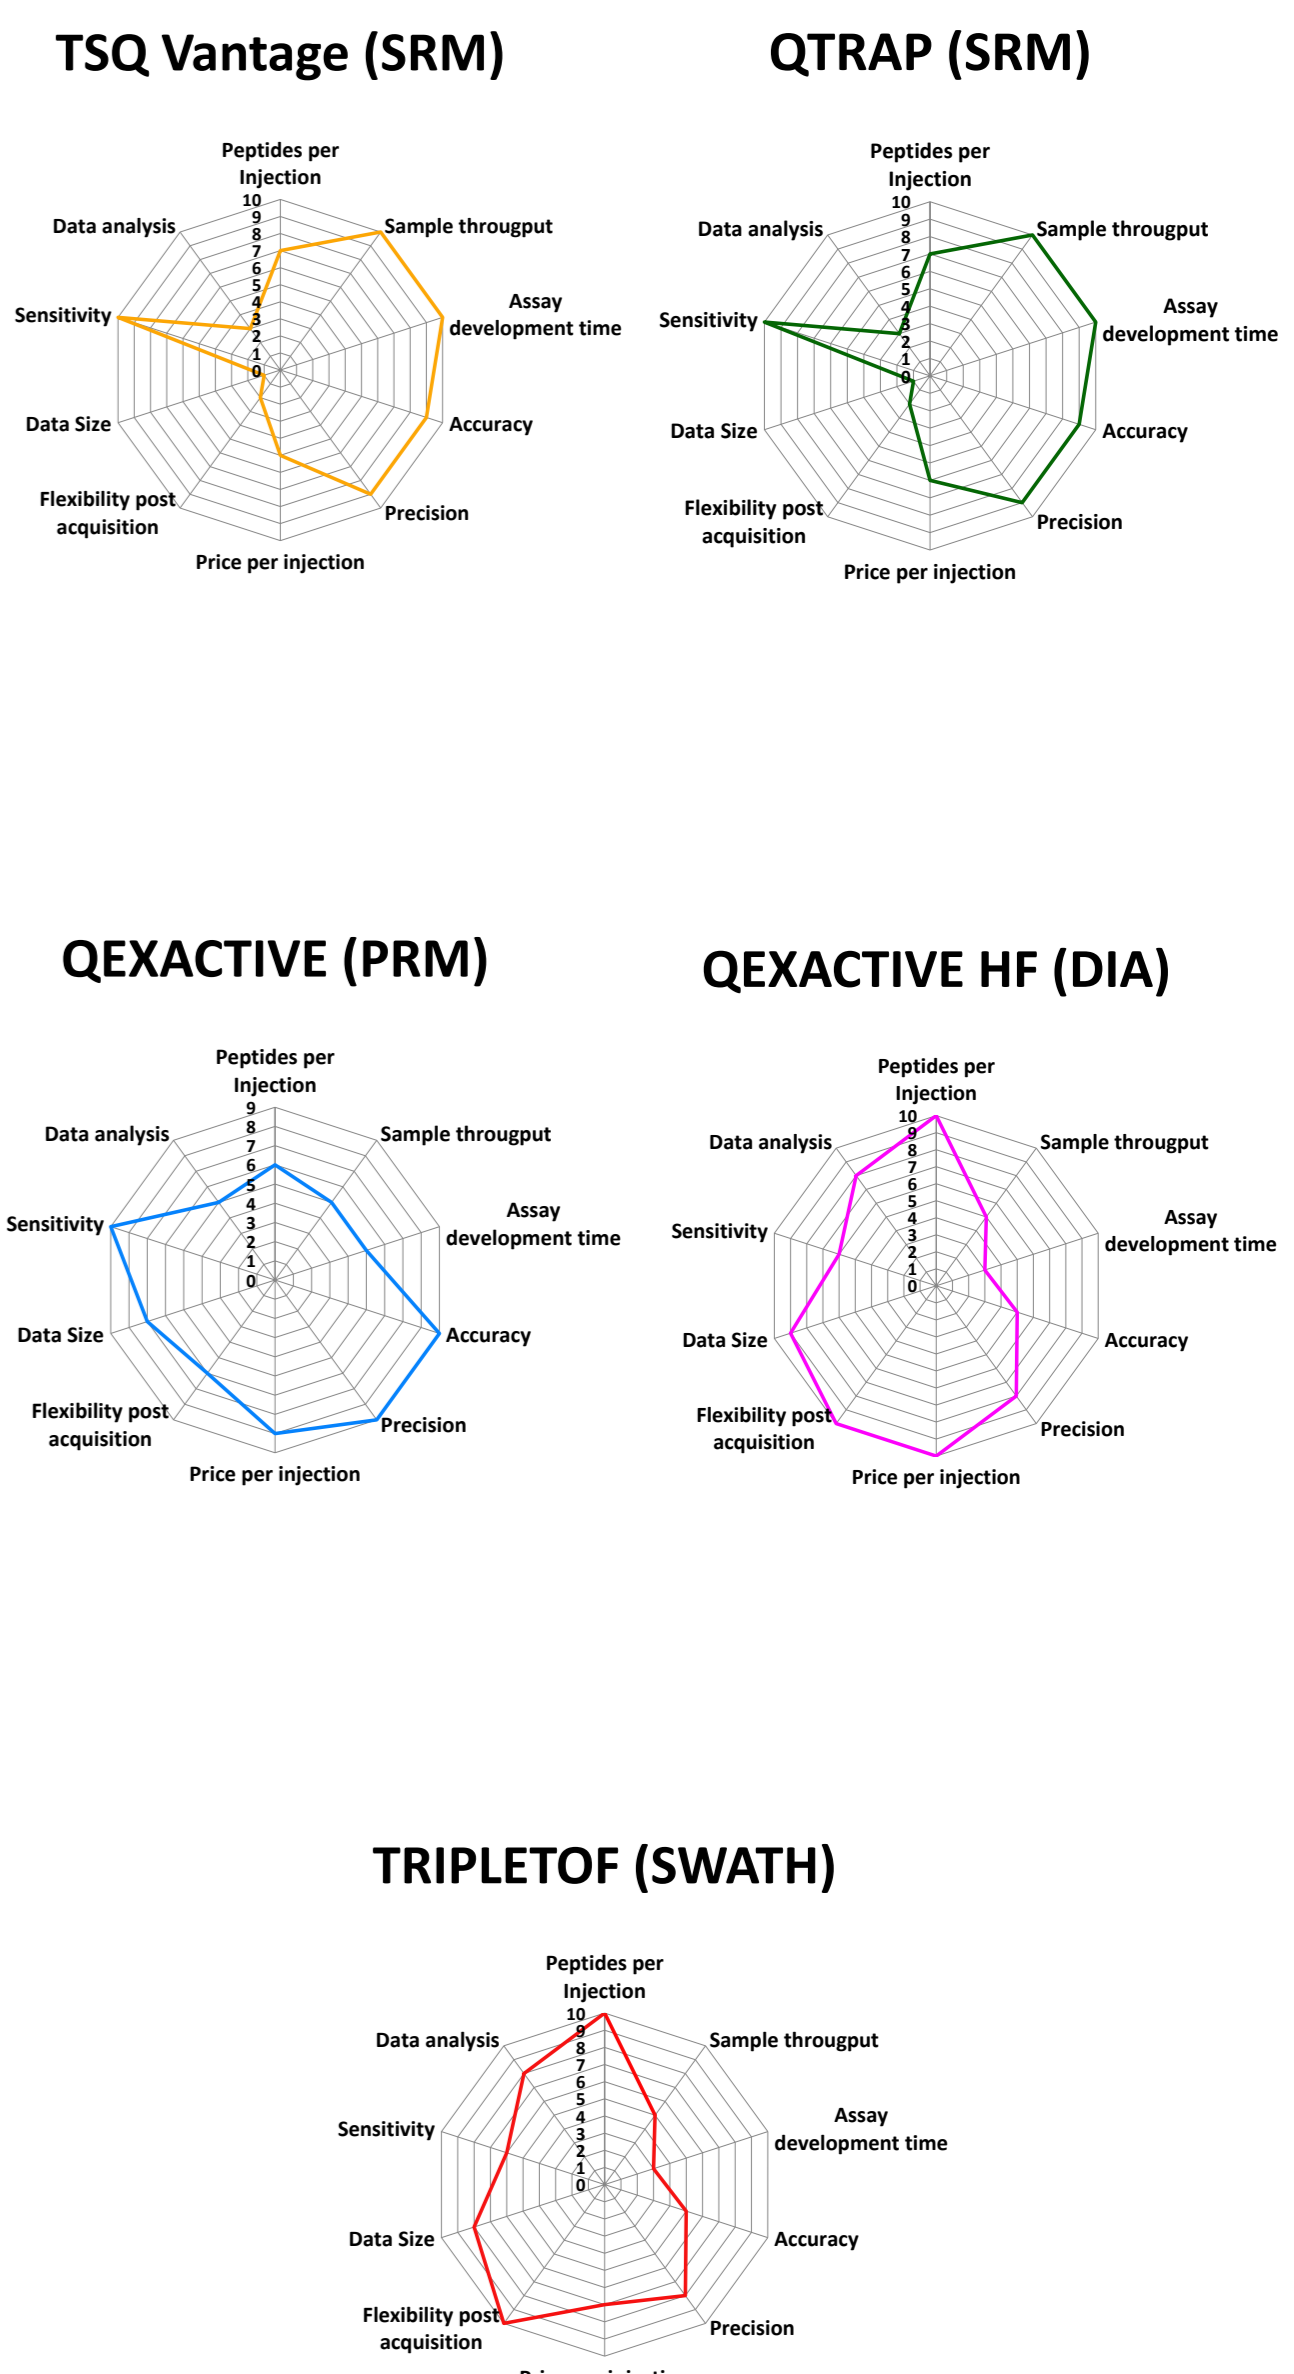 TSQ Vantage (SRM)
Peptides per
Injection
10
9
8
7
6
5
4
3
2
1
0
Sample througput
Assay
development time
Accuracy
Precision
Price per injection
Flexibility post
acquisition
Data Size
Sensitivity
Data analysis
QTRAP (SRM)
Peptides per
Injection
10
9
8
7
6
5
4
3
2
1
0
Sample througput
Assay
development time
Accuracy
Precision
Price per injection
Flexibility post
acquisition
Data Size
Sensitivity
Data analysis
QEXACTIVE (PRM)
Peptides per
Injection
9
8
7
6
5
4
3
2
1
0
Sample througput
Assay
development time
Accuracy
Precision
Price per injection
Flexibility post
acquisition
Data Size
Sensitivity
Data analysis
QEXACTIVE HF (DIA)
Peptides per
Injection
10
9
8
7
6
5
4
3
2
1
0
Sample througput
Assay
development time
Accuracy
Precision
Price per injection
Flexibility post
acquisition
Data Size
Sensitivity
Data analysis
TRIPLETOF (SWATH)
Peptides per
Injection
10
9
8
7
6
5
4
3
2
1
0
Sample througput
Assay
development time
Accuracy
Precision
Flexibility post
acquisition
Data Size
Sensitivity
Data analysis